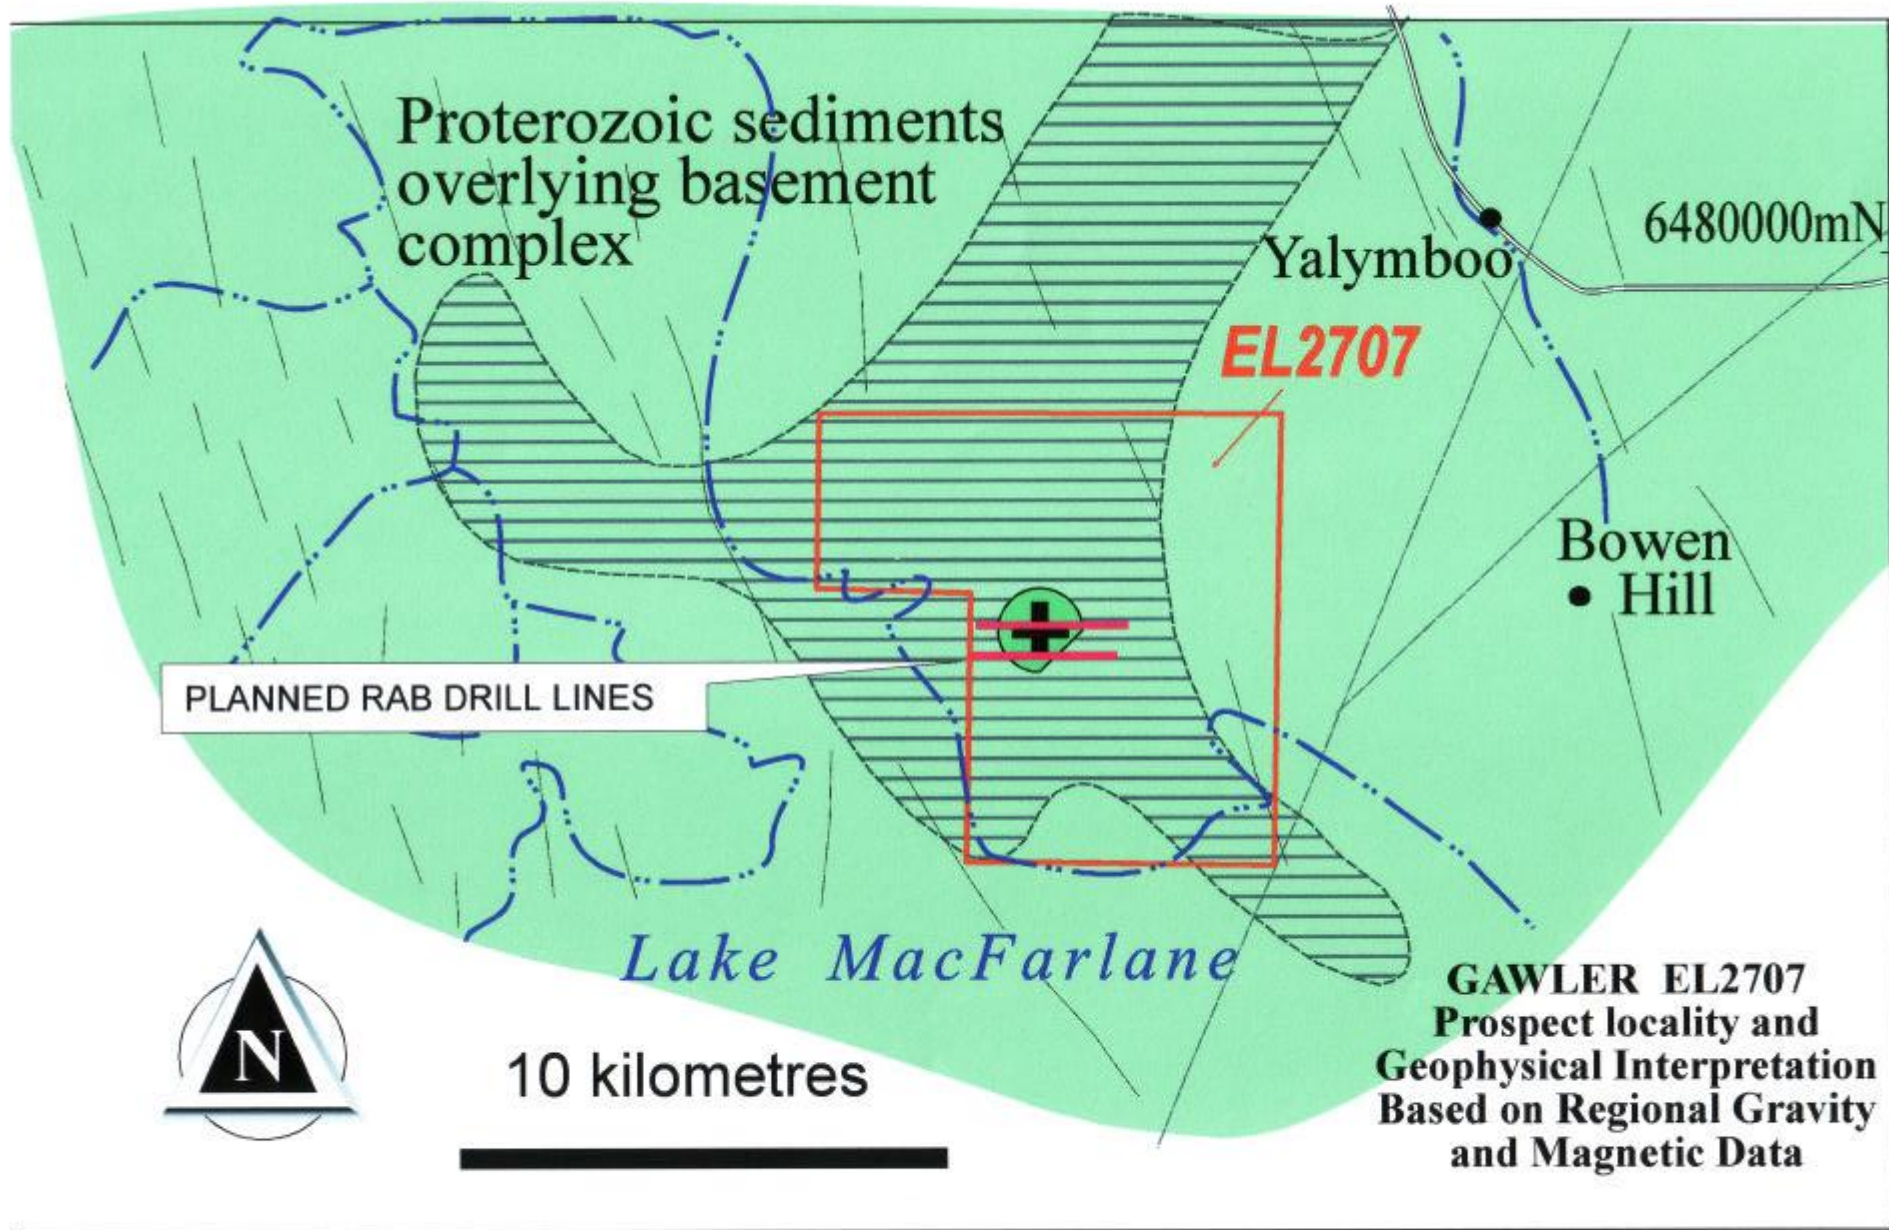 Proterozoic sediments
overlying basement
complex
6480000mN
Yalymboo
EL2707
Bowen
Hill
PLANNED RAB DRILL LINES
Lake MacFarlane
N
10 kilometres
GAWLER EL2707
Prospect locality and
Geophysical Interpretation
Based on Regional Gravity
and Magnetic Data